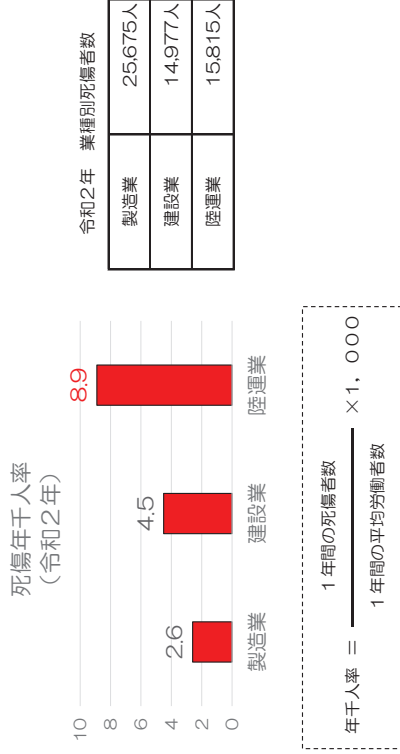 死傷年千人率
（令和２年）
10
8
6
4
2
0
2.6
4.5
8.9
製造業
建設業
陸運業
年千人率 ＝
１年間の死傷者数
１年間の平均労働者数
×１，０００
令和２年 業種別死傷者数
製造業 25,675人
建設業 14,977人
陸運業 15,815人